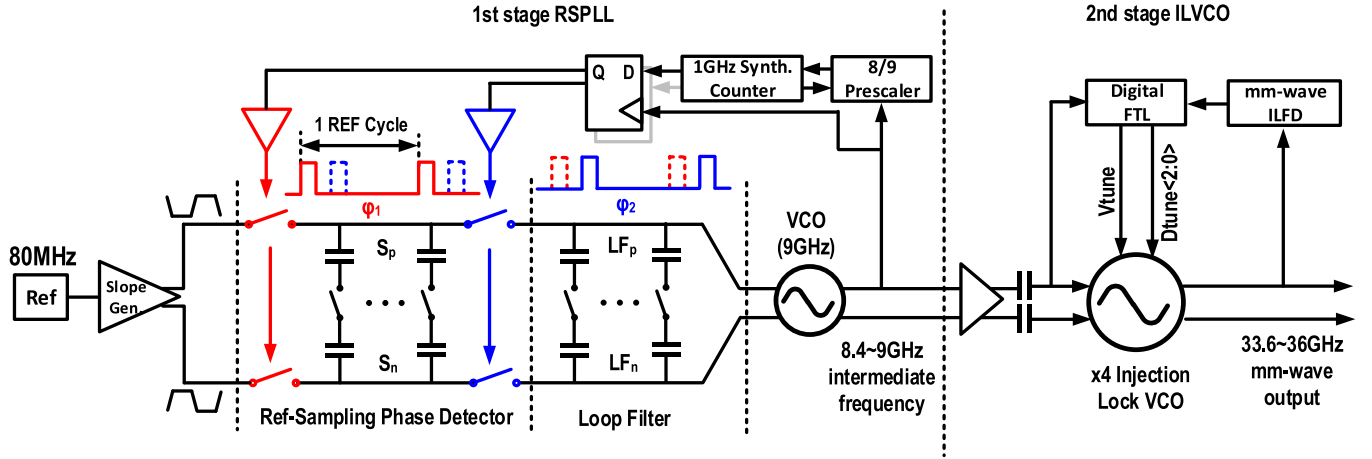 1st stage RSPLL
2nd stage ILVCO
Q D
1GHz Synth.
Counter
8/9
Prescaler
Digital
FTL
mm-wave
ILFD
1 REF Cycle
Vtune
Dtune<2:0>
φ1
φ2
VCO
(9GHz)
80MHz
Ref
Slope
Gen.
Sp
Sn
LFp
LFn
8.4~9GHz
intermediate
frequency
x4 Injection
Lock VCO
33.6~36GHz
mm-wave
output
Ref-Sampling Phase Detector
Loop Filter